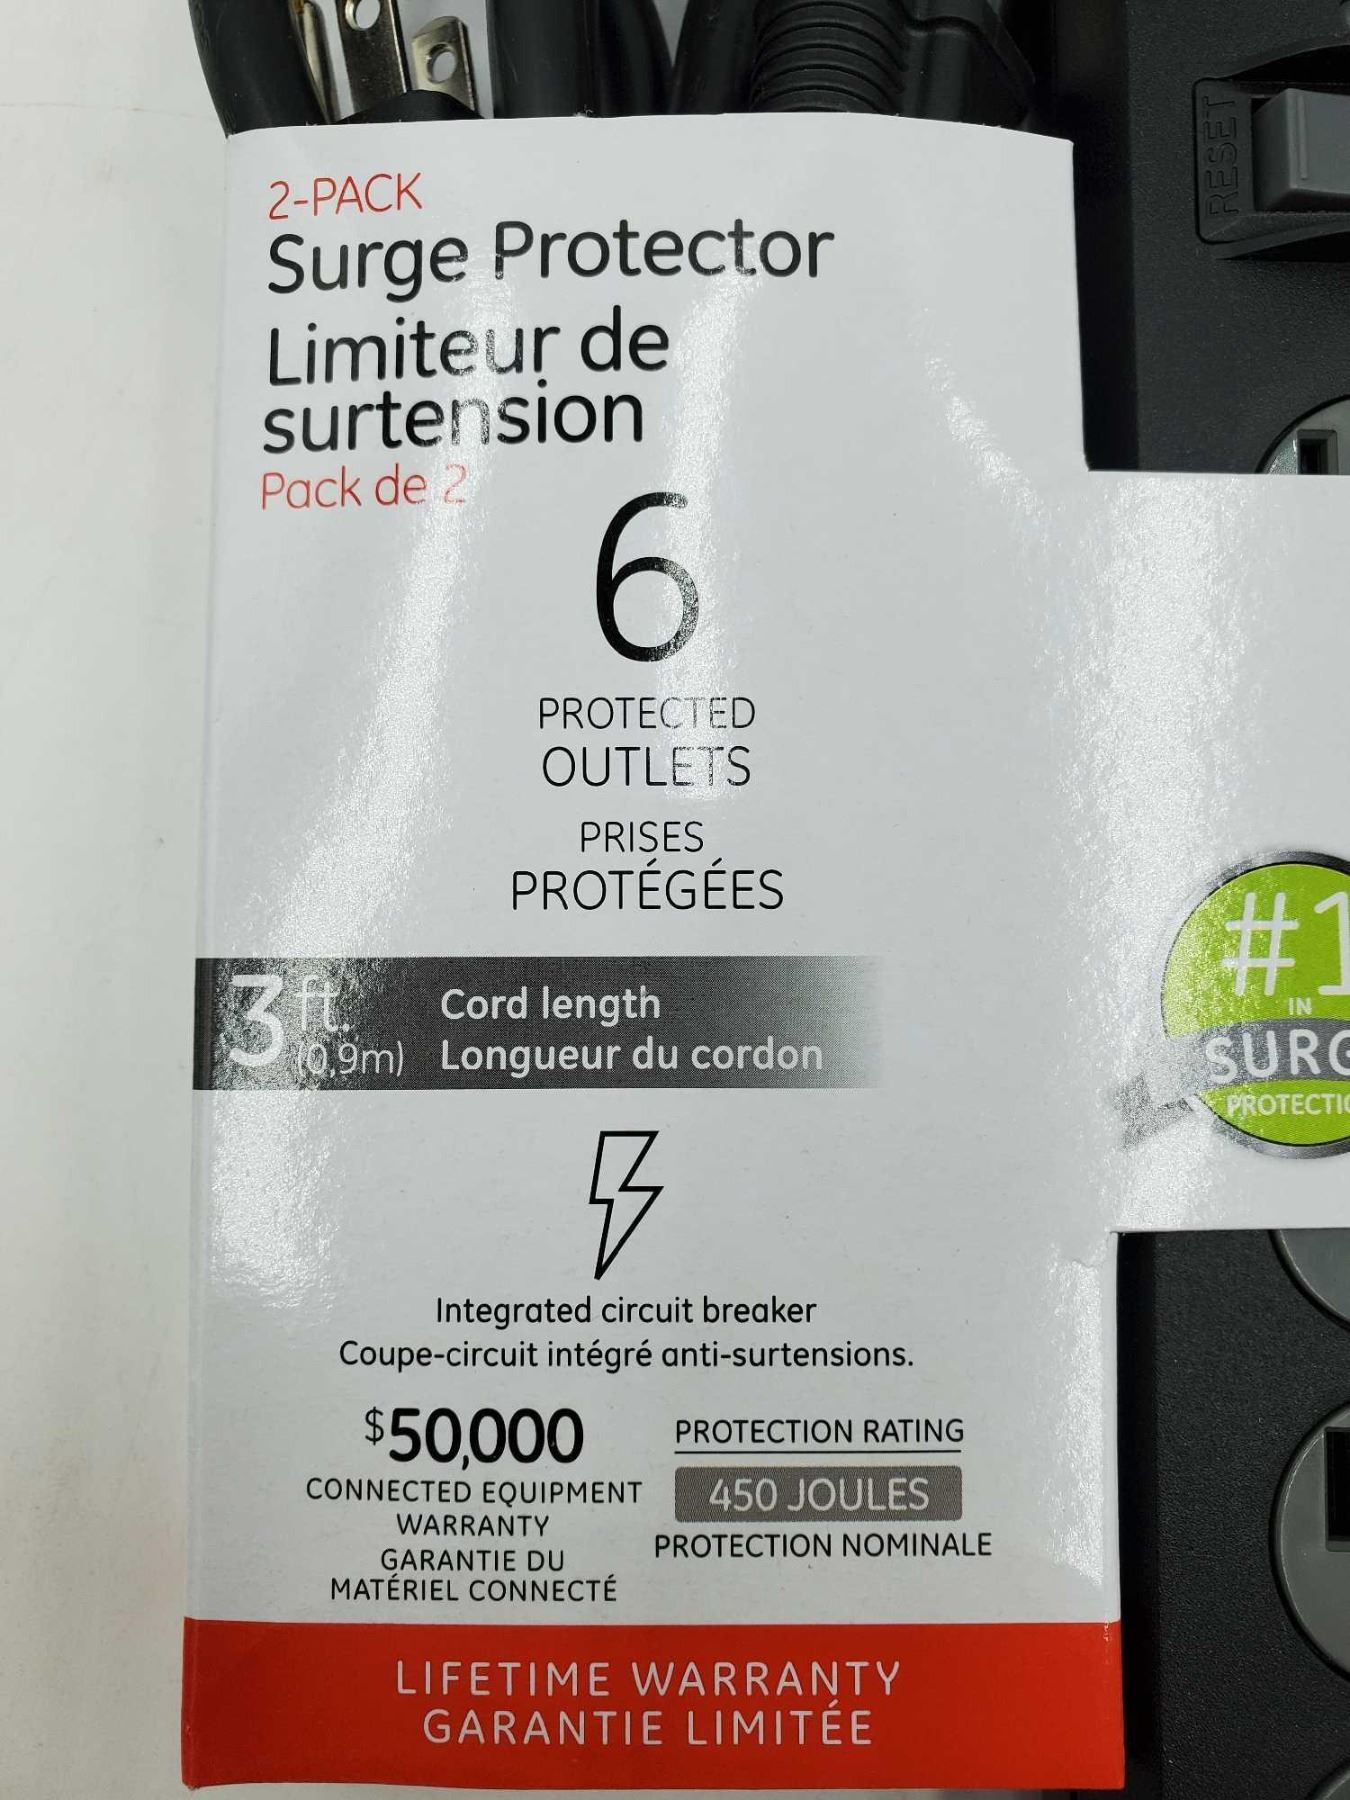 RESET
2-PACK
Surge Protector
Limiteur de
surtension
Pack de 2
6
PROTECTED
OUTLETS
PRISES
PROTÉGÉES
3 ft. Cord length
(0,9m) Longueur du cordon
#1
IN
Integrated circuit breaker
Coupe-circuit intégré anti-surtensions.
$50,000
CONNECTED EQUIPMENT
WARRANTY
GARANTIE DU
MATÉRIEL CONNECTÉ
PROTECTION RATING
450 JOULES
PROTECTION NOMINALE
LIFETIME WARRANTY
GARANTIE LIMITÉE